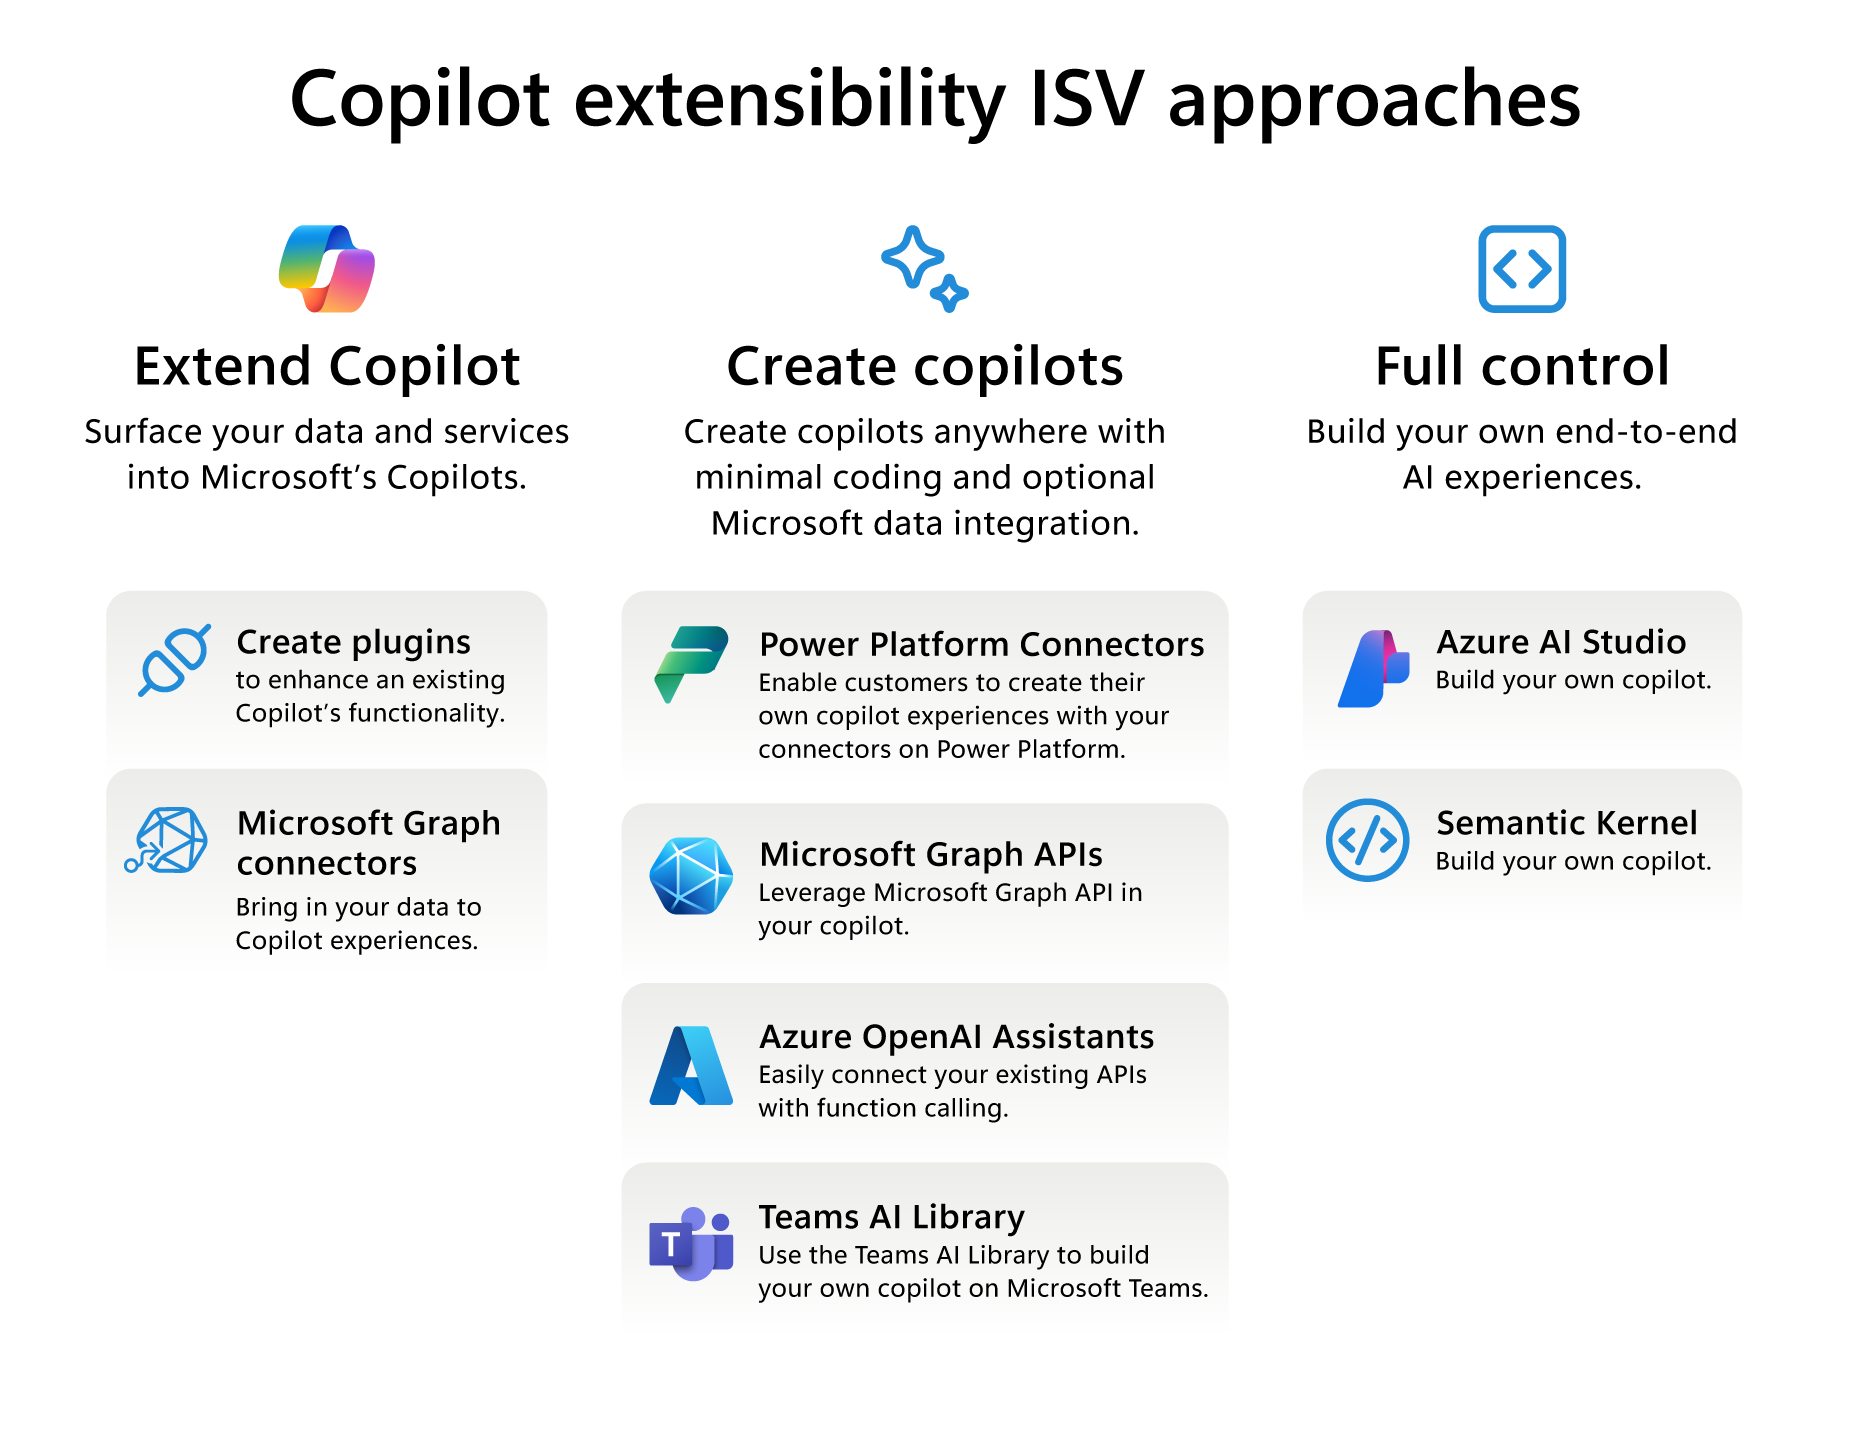 Copilot extensibility ISV approaches
Extend Copilot
Surface your data and services
into Microsoft’s Copilots.
Create plugins
to enhance an existing
Copilot’s functionality.
Microsoft Graph
connectors
Bring in your data to
Copilot experiences.
Create copilots
Create copilots anywhere with
minimal coding and optional
Microsoft data integration.
Power Platform Connectors
Enable customers to create their
own copilot experiences with your
connectors on Power Platform.
Microsoft Graph APIs
Leverage Microsoft Graph API in
your copilot.
Azure OpenAI Assistants
Easily connect your existing APIs
with function calling.
T
Teams AI Library
Use the Teams AI Library to build
your own copilot on Microsoft Teams.
Full control
Build your own end-to-end
AI experiences.
Azure AI Studio
Build your own copilot.
Semantic Kernel
Build your own copilot.